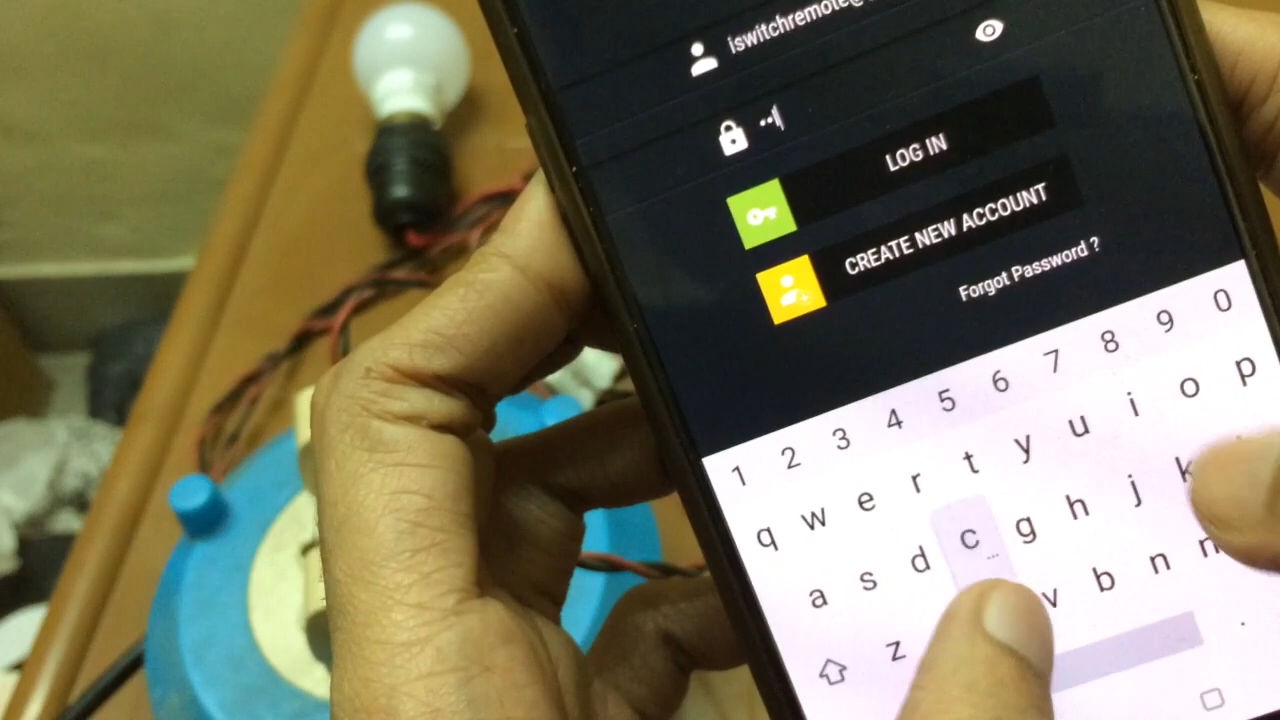 iswitchremote@
LOG IN
CREATE NEW ACCOUNT
Forgot Password ?
1 2 3 4 5 6 7 8 9 0
q w e r t y u i o p
a s d c g h j k
z v b n m .